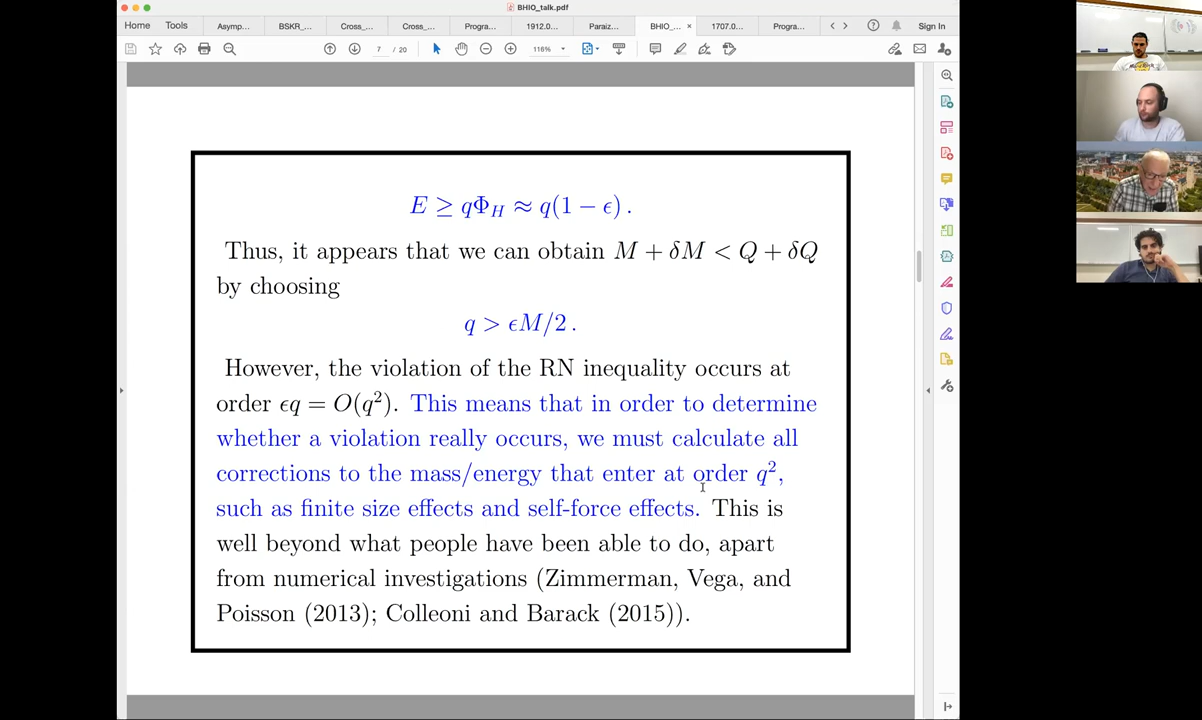 BHIO_talk.pdf
Home Tools Asymp... BSKR_... Cross_... Cross_... Progra... 1912.0... Paraiz... BHIO_... × 1707.0... Progra... Sign In
7 / 20 116%
E ≥ qΦ_H ≈ q(1 − ϵ) .
Thus, it appears that we can obtain M + δM < Q + δQ
by choosing
q > ϵM/2 .
However, the violation of the RN inequality occurs at
order ϵq = O(q²). This means that in order to determine
whether a violation really occurs, we must calculate all
corrections to the mass/energy that enter at order q²,
such as finite size effects and self-force effects. This is
well beyond what people have been able to do, apart
from numerical investigations (Zimmerman, Vega, and
Poisson (2013); Colleoni and Barack (2015)).